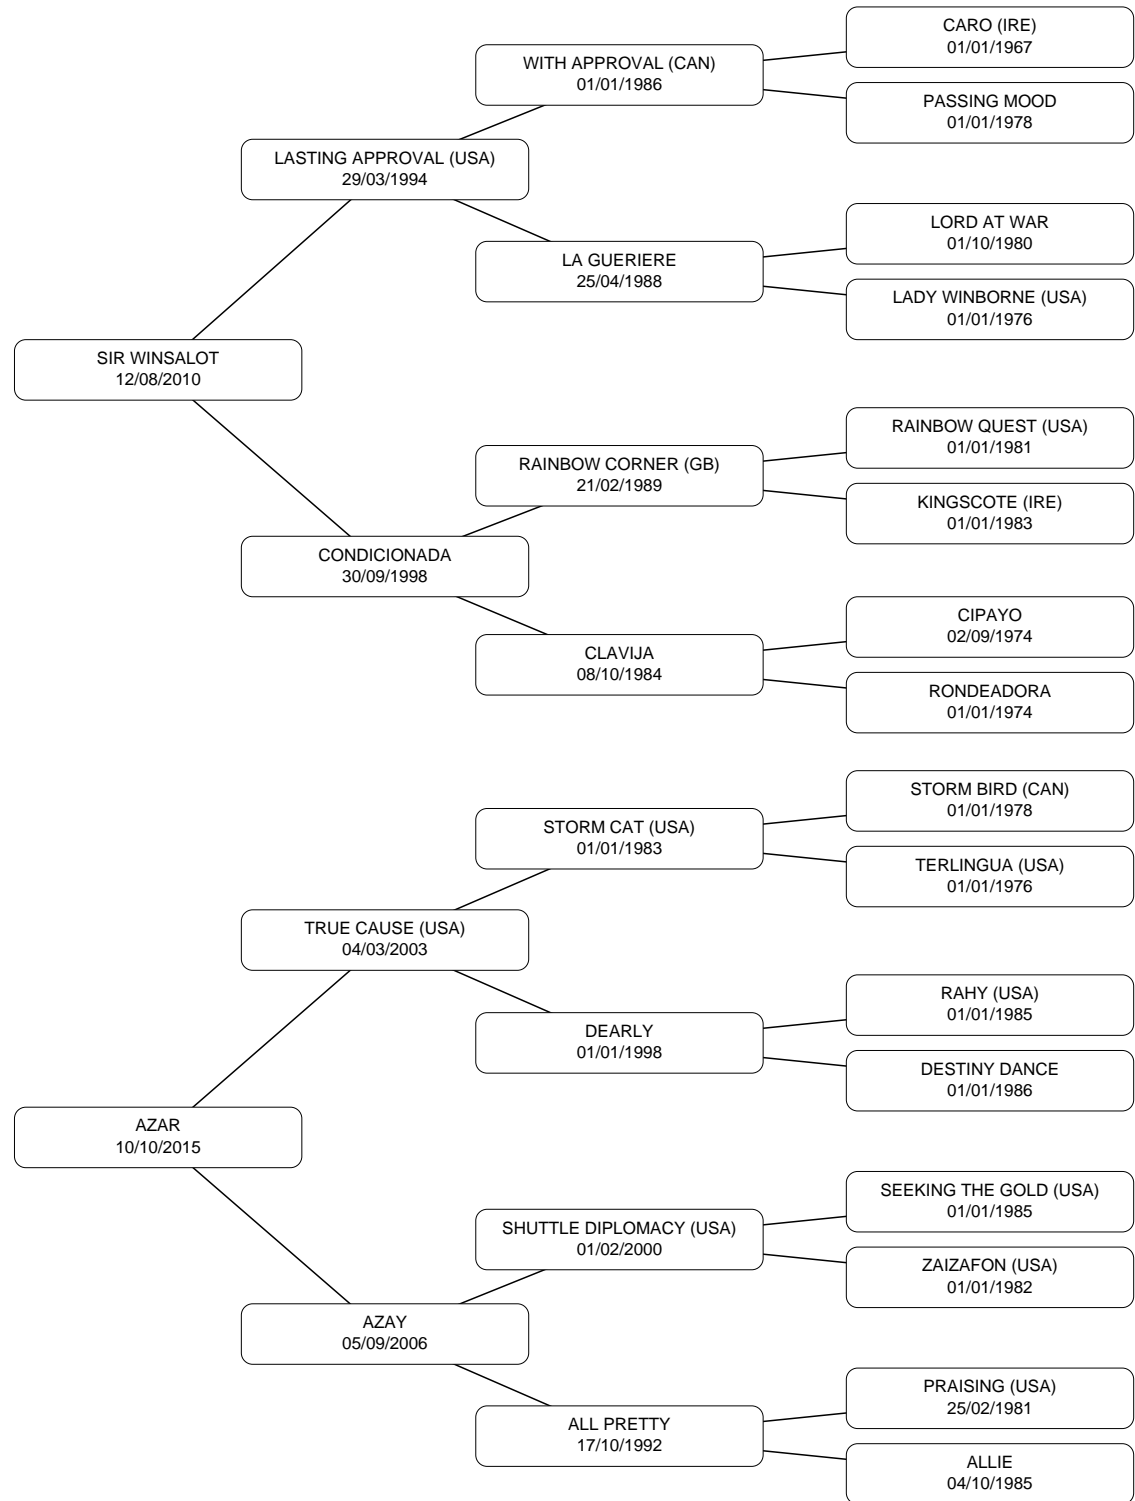 CARO (IRE)
01/01/1967
WITH APPROVAL (CAN)
01/01/1986
PASSING MOOD
01/01/1978
LASTING APPROVAL (USA)
29/03/1994
LORD AT WAR
01/10/1980
LA GUERIERE
25/04/1988
LADY WINBORNE (USA)
01/01/1976
SIR WINSALOT
12/08/2010
RAINBOW QUEST (USA)
01/01/1981
RAINBOW CORNER (GB)
21/02/1989
KINGSCOTE (IRE)
01/01/1983
CONDICIONADA
30/09/1998
CIPAYO
02/09/1974
CLAVIJA
08/10/1984
RONDEADORA
01/01/1974
STORM BIRD (CAN)
01/01/1978
STORM CAT (USA)
01/01/1983
TERLINGUA (USA)
01/01/1976
TRUE CAUSE (USA)
04/03/2003
RAHY (USA)
01/01/1985
DEARLY
01/01/1998
DESTINY DANCE
01/01/1986
AZAR
10/10/2015
SEEKING THE GOLD (USA)
01/01/1985
SHUTTLE DIPLOMACY (USA)
01/02/2000
ZAIZAFON (USA)
01/01/1982
AZAY
05/09/2006
PRAISING (USA)
25/02/1981
ALL PRETTY
17/10/1992
ALLIE
04/10/1985